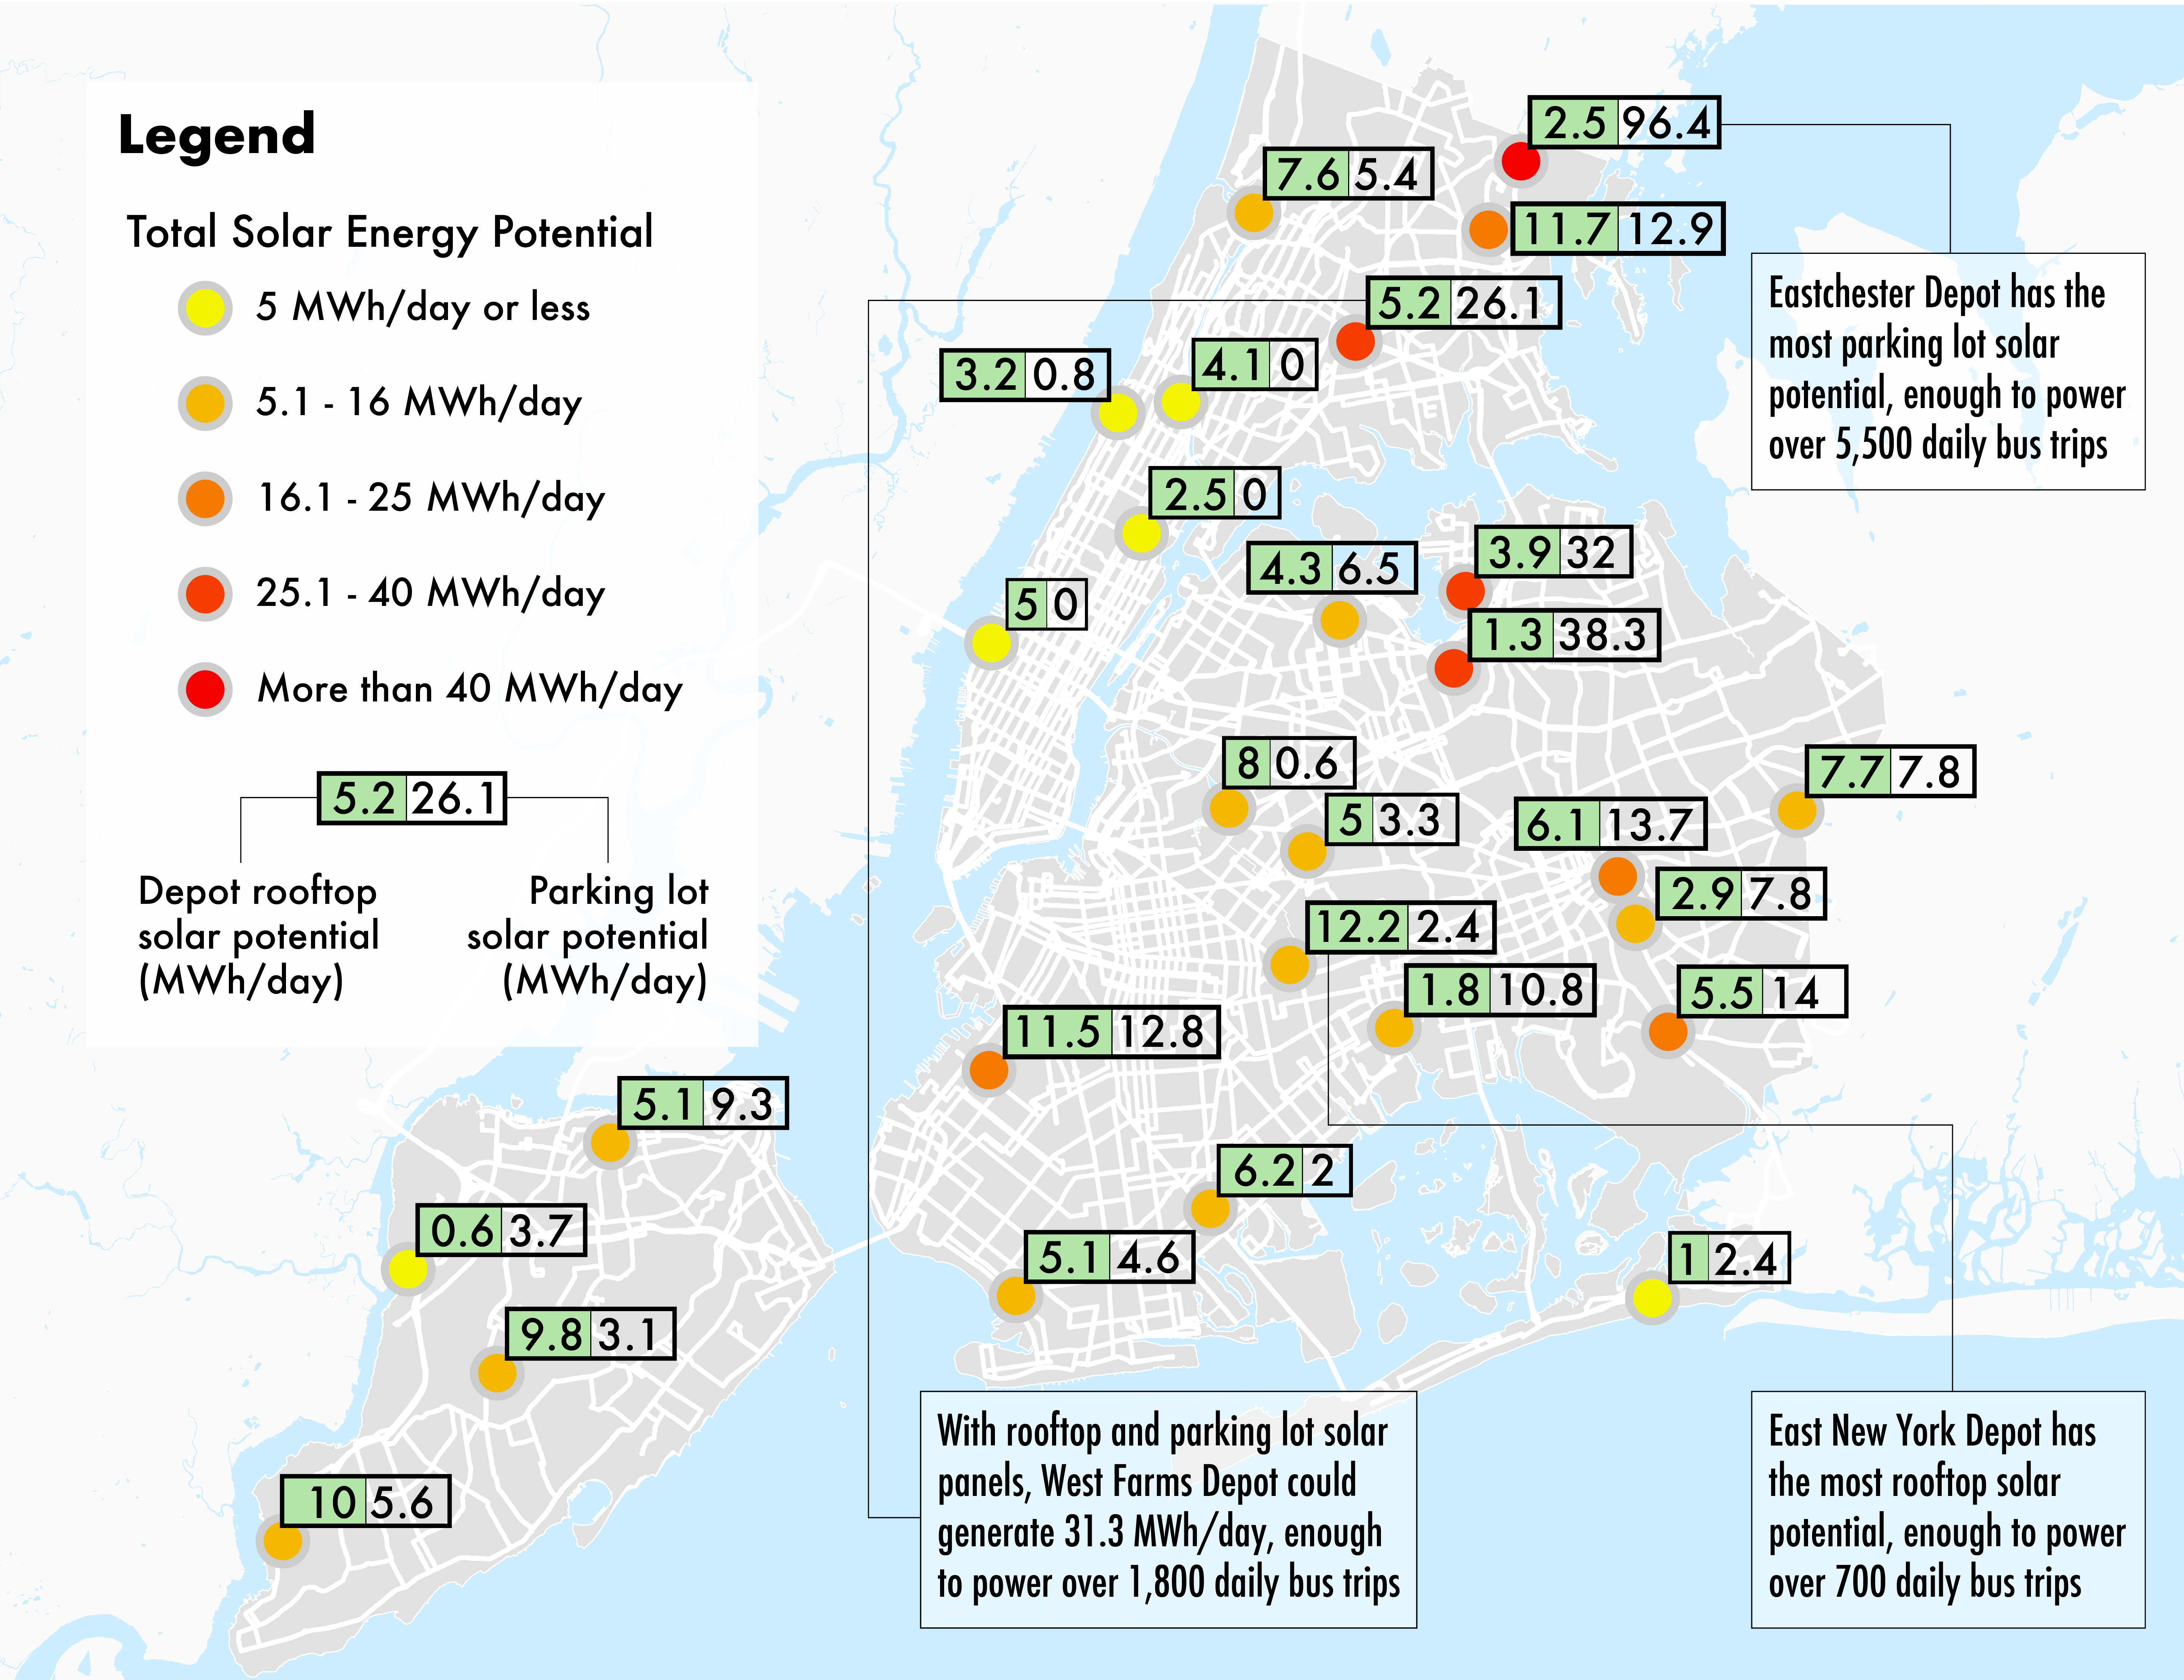 Legend
Total Solar Energy Potential
5 MWh/day or less
5.1 - 16 MWh/day
16.1 - 25 MWh/day
25.1 - 40 MWh/day
More than 40 MWh/day
5.2 26.1
Depot rooftop
solar potential
(MWh/day)
Parking lot
solar potential
(MWh/day)
2.5 96.4
7.6 5.4
11.7 12.9
5.2 26.1
3.2 0.8
4.1 0
2.5 0
4.3 6.5
3.9 32
5 0
1.3 38.3
8 0.6
7.7 7.8
5 3.3
6.1 13.7
2.9 7.8
12.2 2.4
1.8 10.8
5.5 14
11.5 12.8
5.1 9.3
6.2 2
0.6 3.7
5.1 4.6
1 2.4
9.8 3.1
10 5.6
Eastchester Depot has the
most parking lot solar
potential, enough to power
over 5,500 daily bus trips
With rooftop and parking lot solar
panels, West Farms Depot could
generate 31.3 MWh/day, enough
to power over 1,800 daily bus trips
East New York Depot has
the most rooftop solar
potential, enough to power
over 700 daily bus trips